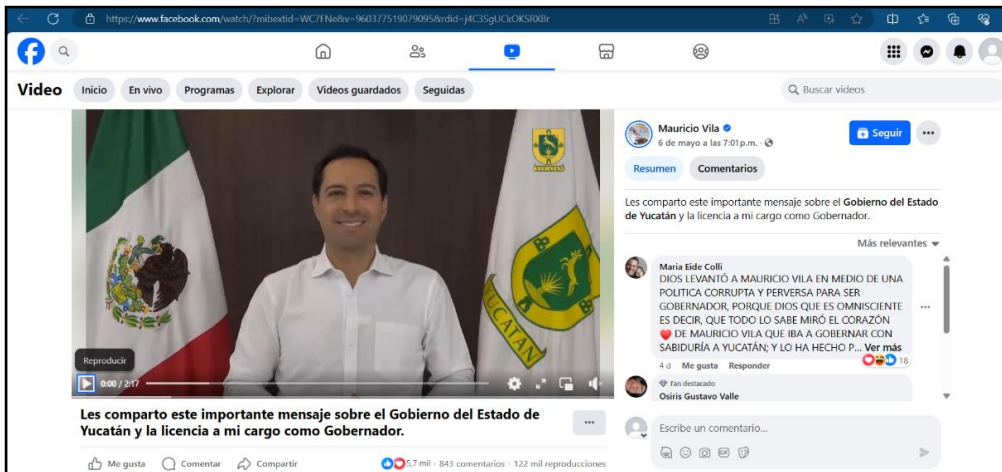 https://www.facebook.com/watch/?mibextid=WC7FNe&v=960377519079095&rdid=j4C3SgUCkOKSRXBr
Video
Inicio
En vivo
Programas
Explorar
Videos guardados
Seguidas
Buscar videos
YUCATÁN
YUCATÁN
Reproducir
0:00 / 2:17
Les comparto este importante mensaje sobre el Gobierno del Estado de
Yucatán y la licencia a mi cargo como Gobernador.
Me gusta
Comentar
Compartir
5,7 mil · 843 comentarios · 122 mil reproducciones
Mauricio Vila
6 de mayo a las 7:01 p.m. ·
Seguir
Resumen
Comentarios
Les comparto este importante mensaje sobre el Gobierno del Estado
de Yucatán y la licencia a mi cargo como Gobernador.
Más relevantes
Maria Eide Colli
DIOS LEVANTÓ A MAURICIO VILA EN MEDIO DE UNA
POLITICA CORRUPTA Y PERVERSA PARA SER
GOBERNADOR, PORQUE DIOS QUE ES OMNISCIENTE
ES DECIR, QUE TODO LO SABE MIRÓ EL CORAZÓN
❤️ DE MAURICIO VILA QUE IBA A GOBERNAR CON
SABIDURÍA A YUCATÁN; Y LO HA HECHO P... Ver más
4 d Me gusta Responder 18
Fan destacado
Osiris Gustavo Valle
Escribe un comentario...
GIF